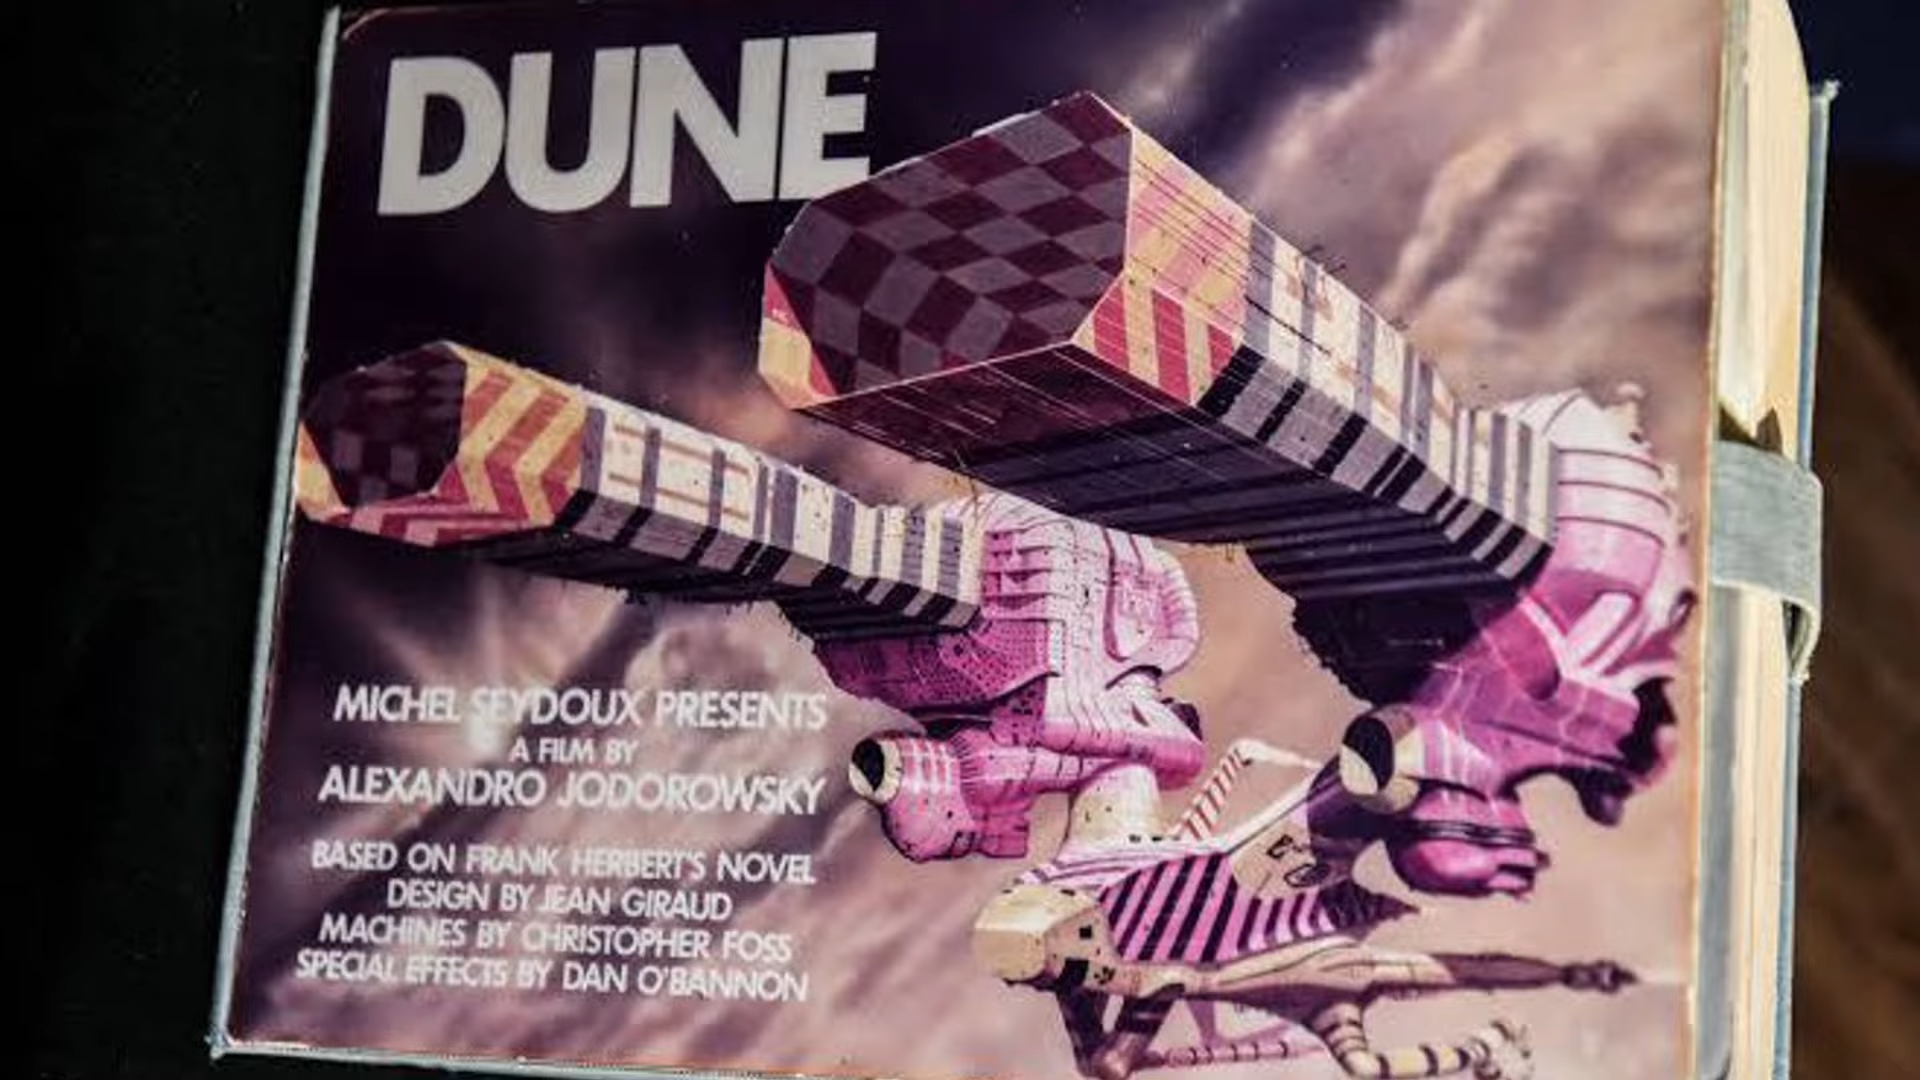 DUNE
MICHEL SEYDOUX PRESENTS
A FILM BY
ALEXANDRO JODOROWSKY
BASED ON FRANK HERBERT'S NOVEL
DESIGN BY JEAN GIRAUD
MACHINES BY CHRISTOPHER FOSS
SPECIAL EFFECTS BY DAN O'BANNON